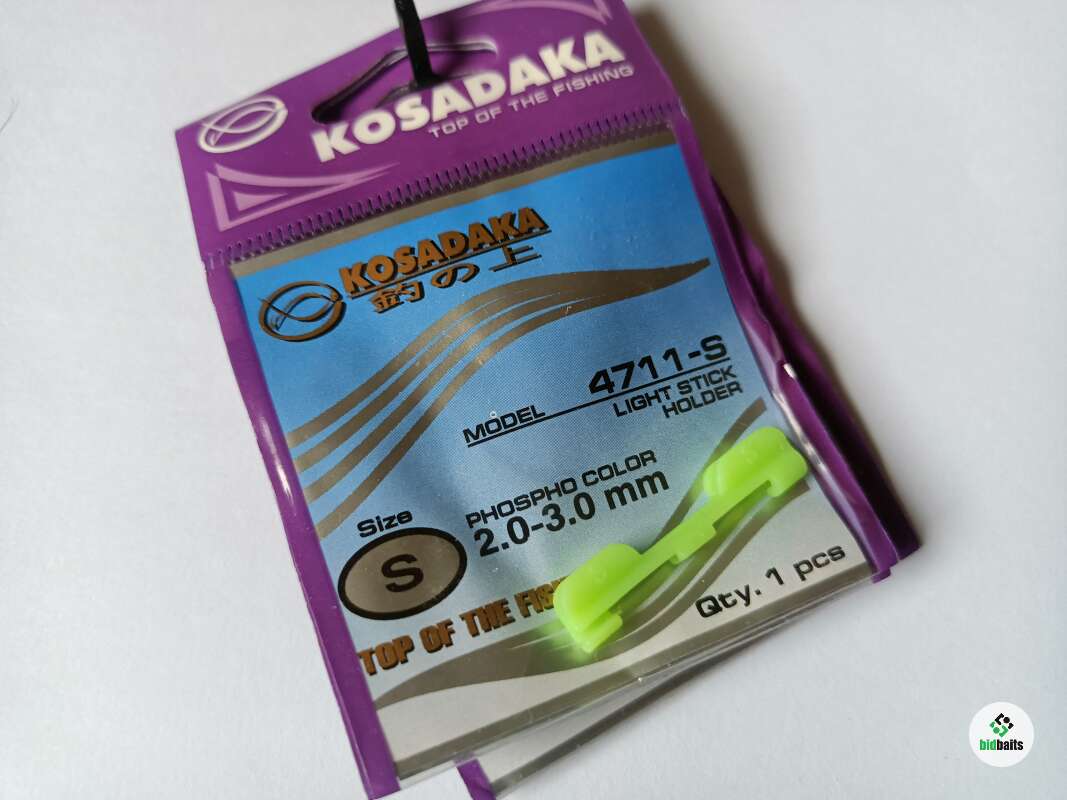 KOSADAKA
TOP OF THE FISHING
KOSADAKA
釣の上
MODEL 4711-S
LIGHT STICK
HOLDER
PHOSPHO COLOR
2.0-3.0 mm
Size
S
TOP OF THE FIS
Qty. 1 pcs
bidbaits